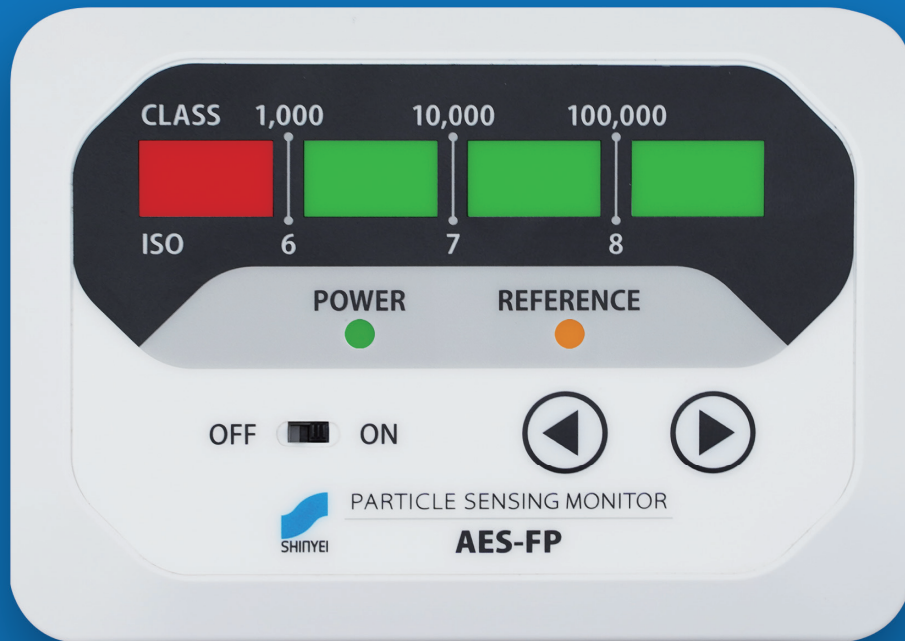 CLASS 1,000 10,000 100,000
ISO 6 7 8
POWER REFERENCE
OFF ON
PARTICLE SENSING MONITOR
SHINYEI AES-FP